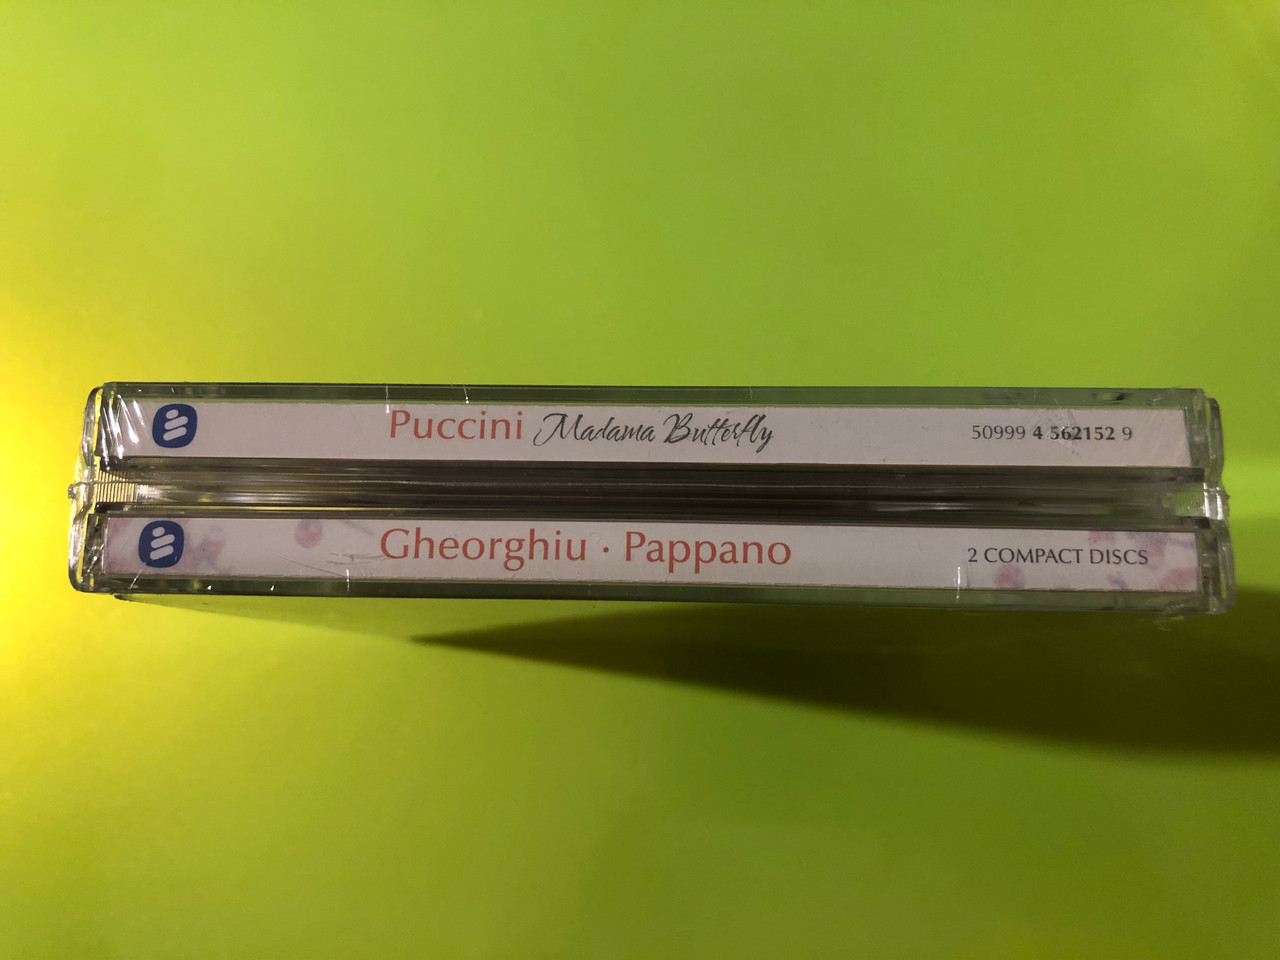 Puccini Madama Butterfly 50999 4 562152 9
Gheorghiu · Pappano 2 COMPACT DISCS